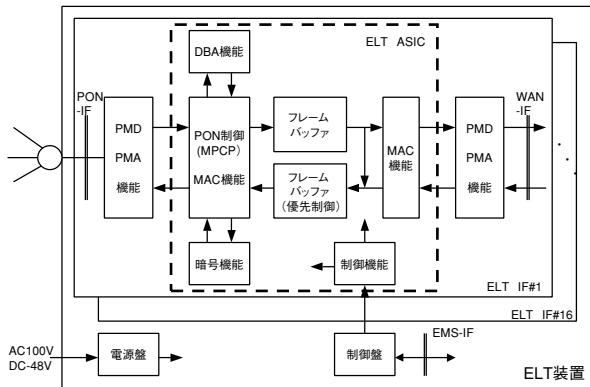 ELT ASIC
DBA機能
PON
-IF
WAN
-IF
PMD
PMA
機能
PON制御
(MPCP)
MAC機能
フレーム
バッファ
フレーム
バッファ
(優先制御)
MAC
機能
PMD
PMA
機能
暗号機能
制御機能
ELT IF#1
ELT IF#16
AC100V
DC-48V
電源盤
制御盤
EMS-IF
ELT装置